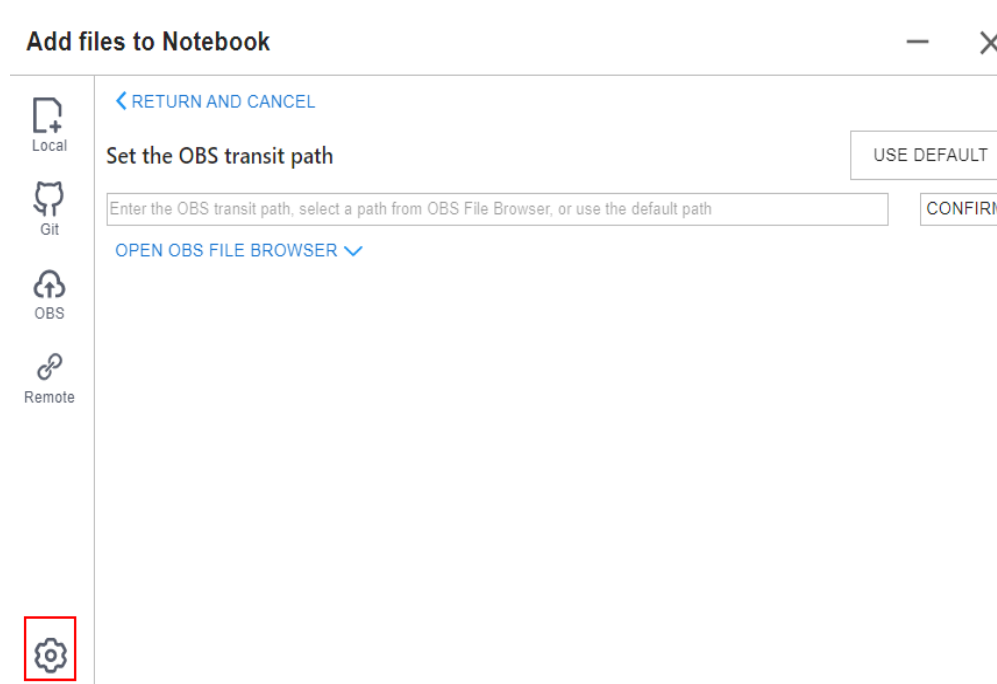 Add files to Notebook
RETURN AND CANCEL
Local
Set the OBS transit path
USE DEFAULT
Git
Enter the OBS transit path, select a path from OBS File Browser, or use the default path
CONFIRM
OPEN OBS FILE BROWSER
OBS
Remote